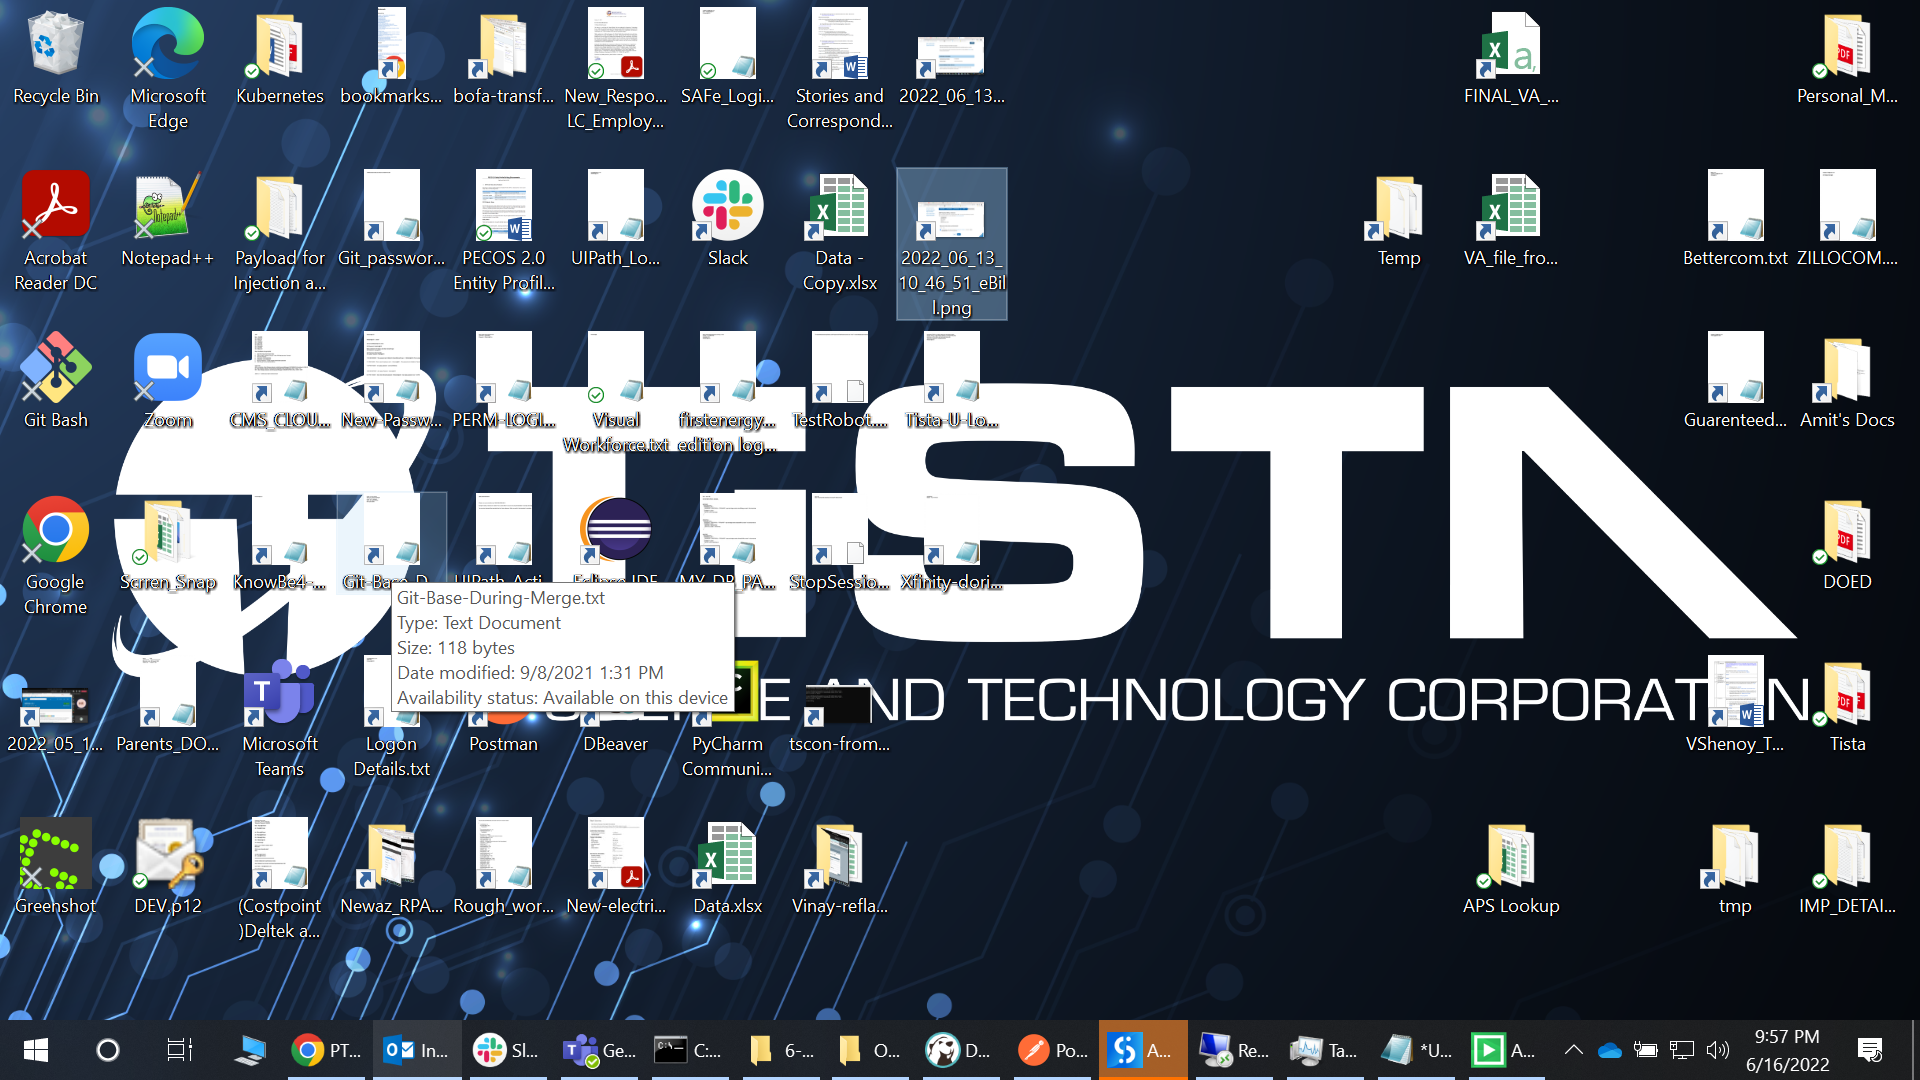 Recycle Bin
Microsoft
Edge
Kubernetes
bookmarks...
bofa-transf...
New_Respo...
LC_Employ...
SAFe_Logi...
Stories and
Correspond...
2022_06_13...
FINAL_VA_...
Personal_M...
Acrobat
Reader DC
Notepad++
Payload for
Injection a...
Git_passwor...
PECOS 2.0
Entity Profil...
UIPath_Lo...
Slack
Data -
Copy.xlsx
2022_06_13_
10_46_51_eBil
l.png
Temp
VA_file_fro...
Bettercom.txt
ZILLOCOM....
Git Bash
Zoom
CMS_CLOU...
New-Passw...
PERM-LOGI...
Visual
Workforce.txt
firstenergy...
edition log...
TestRobot....
Tista-U-Lo...
Guarenteed...
Amit's Docs
Google
Chrome
Scrren_Snap
KnowBe4-...
Git-Base-D...
UIPath_Acti...
Eclipse IDE
MY_DB_PA...
StopSessio...
Xfinity-dori...
DOED
Git-Base-During-Merge.txt
Type: Text Document
Size: 118 bytes
Date modified: 9/8/2021 1:31 PM
Availability status: Available on this device
TISTA
AND TECHNOLOGY CORPORATION
2022_05_1...
Parents_DO...
Microsoft
Teams
Logon
Details.txt
Postman
DBeaver
PyCharm
Communi...
tscon-from...
VShenoy_T...
Tista
Greenshot
DEV.p12
(Costpoint
)Deltek a...
Newaz_RPA...
Rough_wor...
New-electri...
Data.xlsx
Vinay-refla...
APS Lookup
tmp
IMP_DETAI...
PT...
In...
Sl...
Ge...
C:...
6-...
O...
D...
Po...
A...
Re...
Ta...
*U...
A...
9:57 PM
6/16/2022